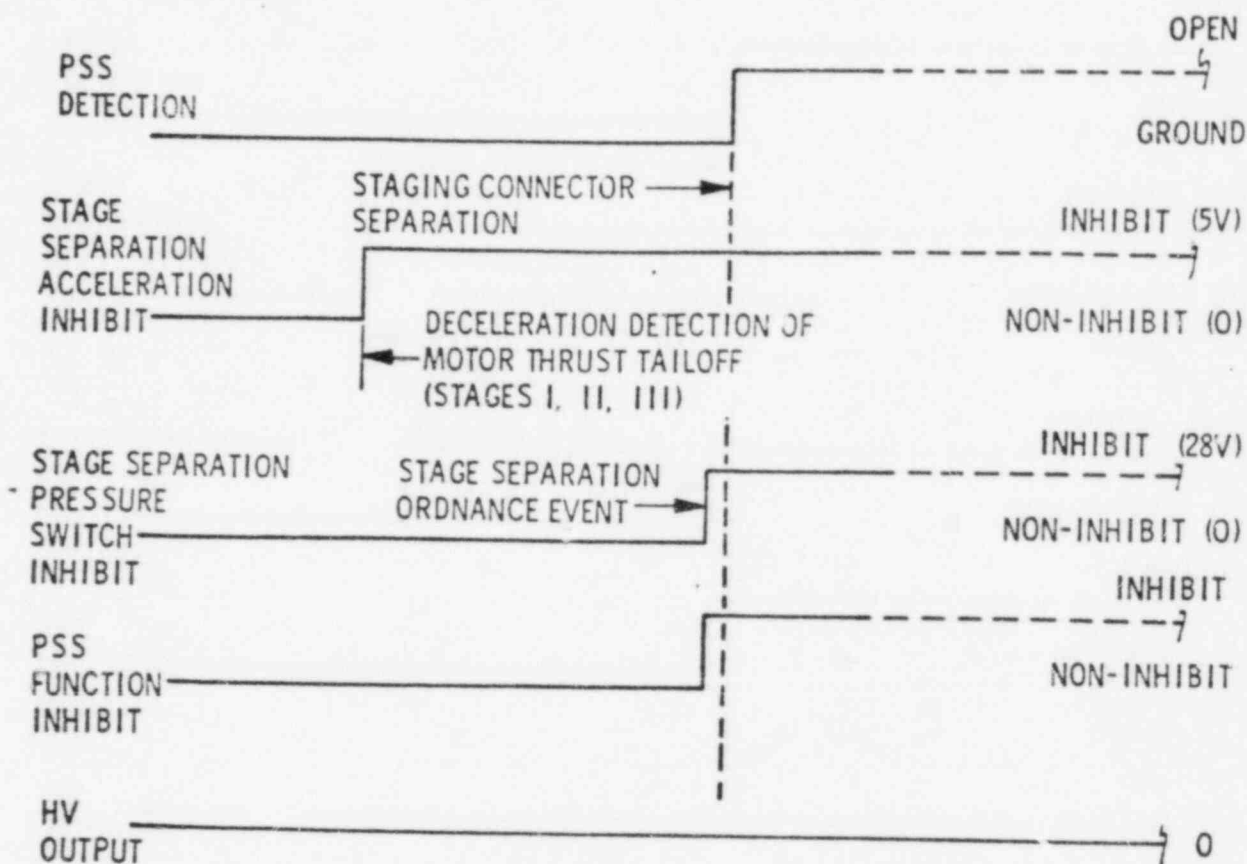 OPEN
PSS
DETECTION
GROUND
STAGING CONNECTOR
SEPARATION
STAGE
SEPARATION
ACCELERATION
INHIBIT
INHIBIT (5V)
NON-INHIBIT (0)
DECELERATION DETECTION OF
MOTOR THRUST TAILOFF
(STAGES I, II, III)
INHIBIT (28V)
STAGE SEPARATION
PRESSURE
SWITCH
INHIBIT
STAGE SEPARATION
ORDNANCE EVENT
NON-INHIBIT (0)
INHIBIT
PSS
FUNCTION
INHIBIT
NON-INHIBIT
HV
OUTPUT
0